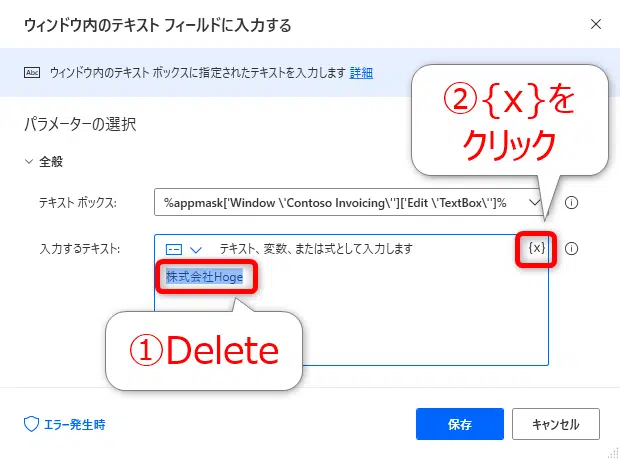 ウィンドウ内のテキスト フィールドに入力する
Abc ウィンドウ内のテキスト ボックスに指定されたテキストを入力します 詳細
②{x}を
クリック
パラメーターの選択
全般
テキスト ボックス:
%appmask['Window \'Contoso Invoicing\'']['Edit \'TextBox\'']%
入力するテキスト:
テキスト、変数、または式として入力します
{x}
株式会社Hoge
①Delete
エラー発生時
保存
キャンセル